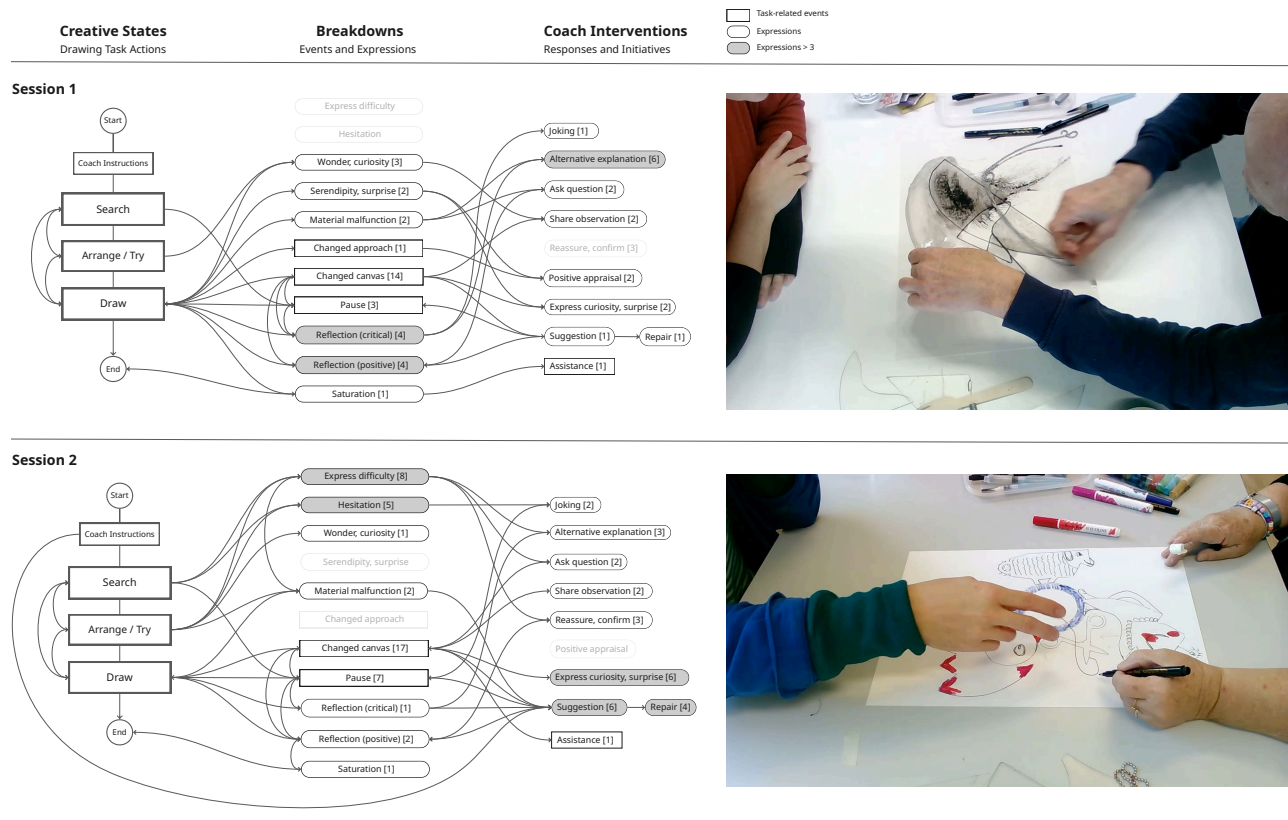 Creative States
Drawing Task Actions
Breakdowns
Events and Expressions
Coach Interventions
Responses and Initiatives
Task-related events
Expressions
Expressions > 3
Session 1
Start
Coach Instructions
Search
Arrange / Try
Draw
End
Express difficulty
Hesitation
Wonder, curiosity [3]
Serendipity, surprise [2]
Material malfunction [2]
Changed approach [1]
Changed canvas [14]
Pause [3]
Reflection (critical) [4]
Reflection (positive) [4]
Saturation [1]
Joking [1]
Alternative explanation [6]
Ask question [2]
Share observation [2]
Reassure, confirm [3]
Positive appraisal [2]
Express curiosity, surprise [2]
Suggestion [1]
Repair [1]
Assistance [1]
Session 2
Start
Coach Instructions
Search
Arrange / Try
Draw
End
Express difficulty [8]
Hesitation [5]
Wonder, curiosity [1]
Serendipity, surprise
Material malfunction [2]
Changed approach
Changed canvas [17]
Pause [7]
Reflection (critical) [1]
Reflection (positive) [2]
Saturation [1]
Joking [2]
Alternative explanation [3]
Ask question [2]
Share observation [2]
Reassure, confirm [3]
Positive appraisal
Express curiosity, surprise [6]
Suggestion [6]
Repair [4]
Assistance [1]